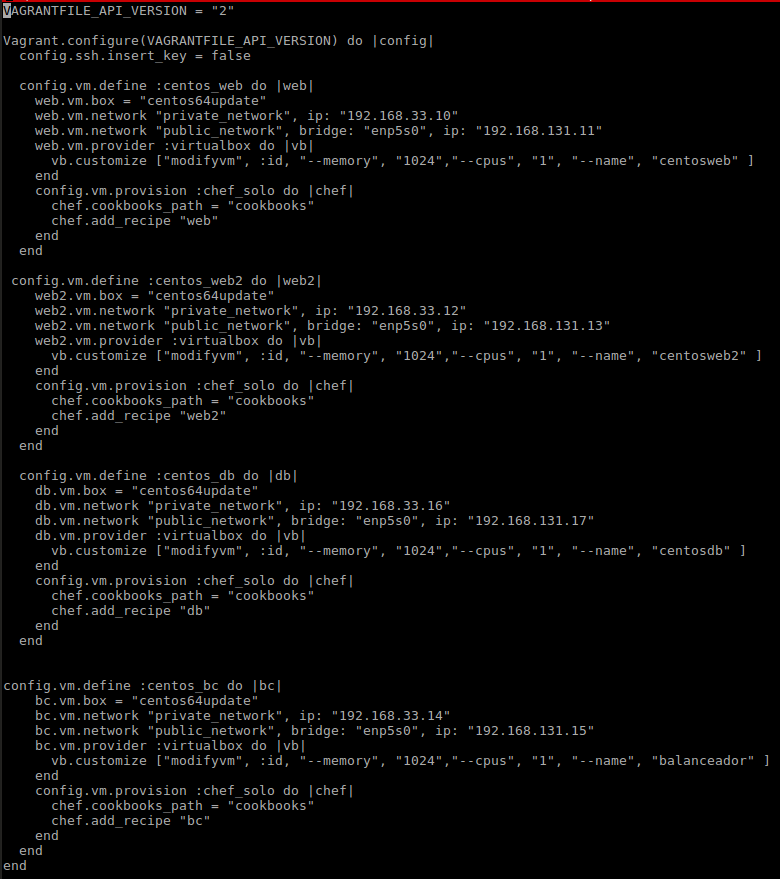 VAGRANTFILE_API_VERSION = "2"

Vagrant.configure(VAGRANTFILE_API_VERSION) do |config|
  config.ssh.insert_key = false

  config.vm.define :centos_web do |web|
    web.vm.box = "centos64update"
    web.vm.network "private_network", ip: "192.168.33.10"
    web.vm.network "public_network", bridge: "enp5s0", ip: "192.168.131.11"
    web.vm.provider :virtualbox do |vb|
      vb.customize ["modifyvm", :id, "--memory", "1024","--cpus", "1", "--name", "centosweb" ]
    end
    config.vm.provision :chef_solo do |chef|
      chef.cookbooks_path = "cookbooks"
      chef.add_recipe "web"
    end
  end

 config.vm.define :centos_web2 do |web2|
    web2.vm.box = "centos64update"
    web2.vm.network "private_network", ip: "192.168.33.12"
    web2.vm.network "public_network", bridge: "enp5s0", ip: "192.168.131.13"
    web2.vm.provider :virtualbox do |vb|
      vb.customize ["modifyvm", :id, "--memory", "1024","--cpus", "1", "--name", "centosweb2" ]
    end
    config.vm.provision :chef_solo do |chef|
      chef.cookbooks_path = "cookbooks"
      chef.add_recipe "web2"
    end
  end

  config.vm.define :centos_db do |db|
    db.vm.box = "centos64update"
    db.vm.network "private_network", ip: "192.168.33.16"
    db.vm.network "public_network", bridge: "enp5s0", ip: "192.168.131.17"
    db.vm.provider :virtualbox do |vb|
      vb.customize ["modifyvm", :id, "--memory", "1024","--cpus", "1", "--name", "centosdb" ]
    end
    config.vm.provision :chef_solo do |chef|
      chef.cookbooks_path = "cookbooks"
      chef.add_recipe "db"
    end
  end


config.vm.define :centos_bc do |bc|
    bc.vm.box = "centos64update"
    bc.vm.network "private_network", ip: "192.168.33.14"
    bc.vm.network "public_network", bridge: "enp5s0", ip: "192.168.131.15"
    bc.vm.provider :virtualbox do |vb|
      vb.customize ["modifyvm", :id, "--memory", "1024","--cpus", "1", "--name", "balanceador" ]
    end
    config.vm.provision :chef_solo do |chef|
      chef.cookbooks_path = "cookbooks"
      chef.add_recipe "bc"
    end
  end
end